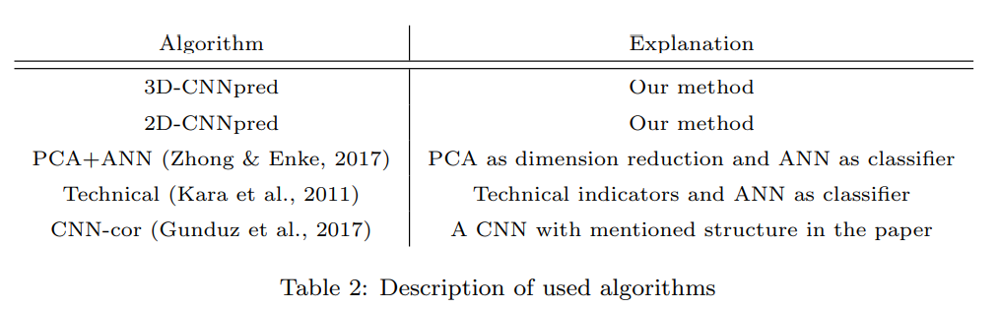 Algorithm Explanation
3D-CNNpred Our method
2D-CNNpred Our method
PCA+ANN (Zhong & Enke, 2017) PCA as dimension reduction and ANN as classifier
Technical (Kara et al., 2011) Technical indicators and ANN as classifier
CNN-cor (Gunduz et al., 2017) A CNN with mentioned structure in the paper
Table 2: Description of used algorithms